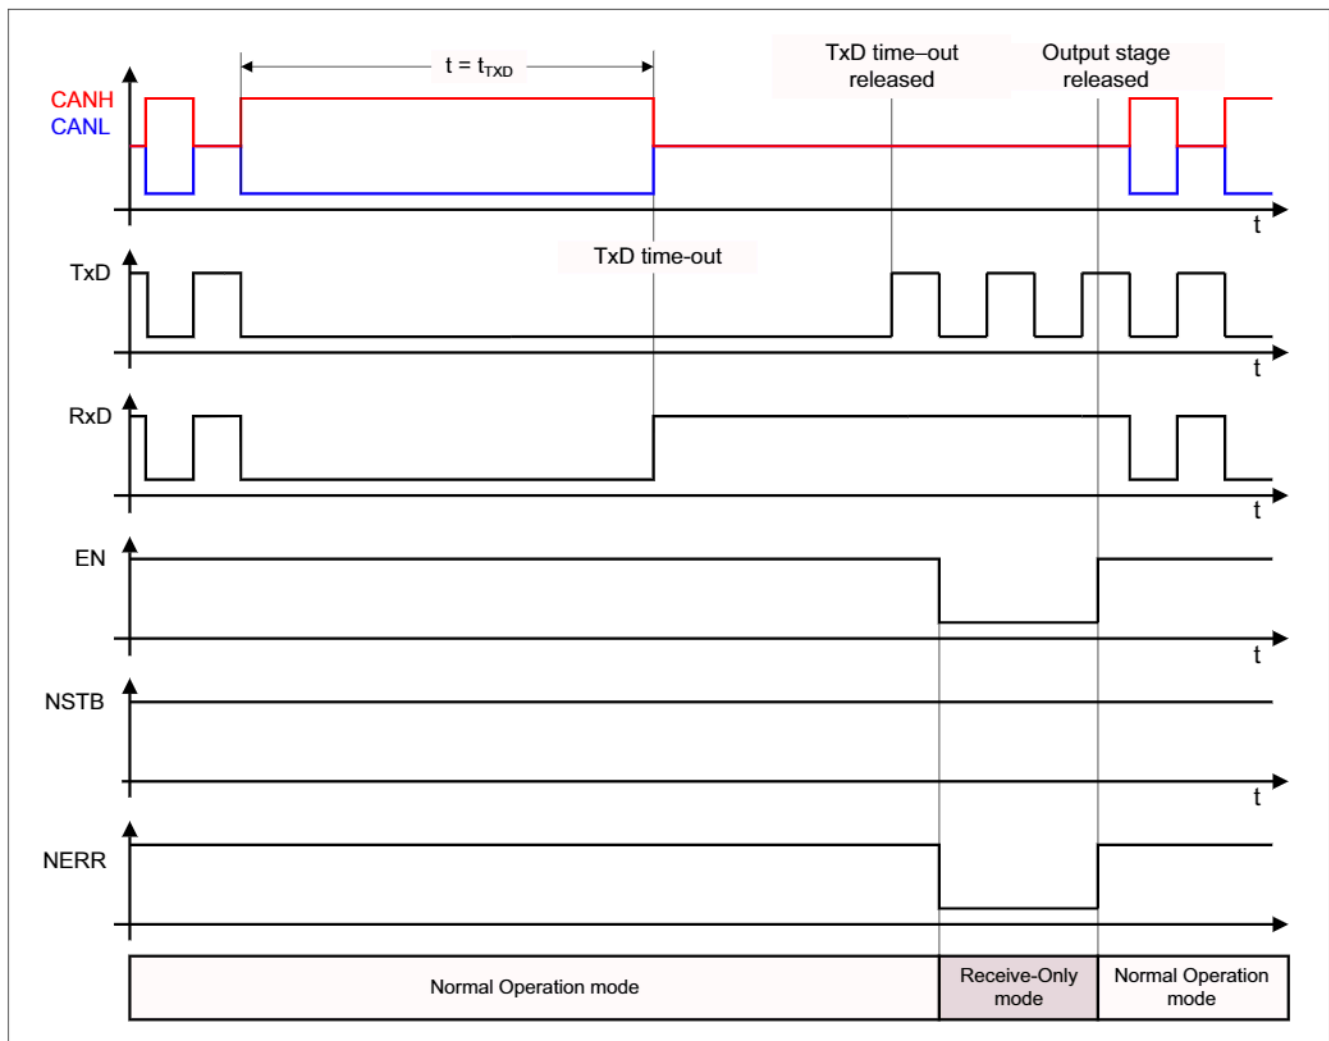 t = tTXD
TxD time–out
released
Output stage
released
CANH
CANL
t
TxD time-out
TxD
t
RxD
t
EN
t
NSTB
t
NERR
Normal Operation mode
Receive-Only
mode
Normal Operation
mode